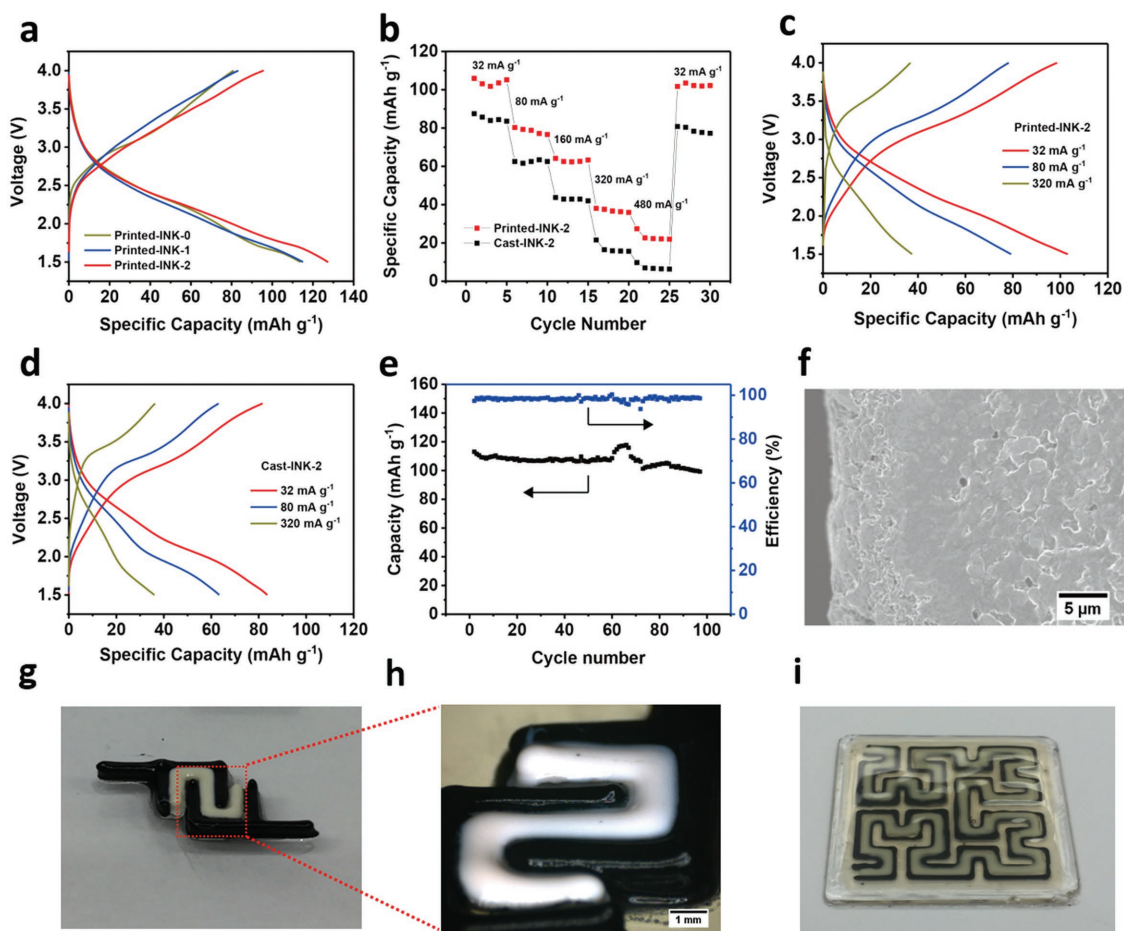 a
Voltage (V)
4.0
3.5
3.0
2.5
2.0
1.5
Printed-INK-0
Printed-INK-1
Printed-INK-2
0 20 40 60 80 100 120 140
Specific Capacity (mAh g⁻¹)
b
Specific Capacity (mAh g⁻¹)
120
100
80
60
40
20
0
32 mA g⁻¹
80 mA g⁻¹
160 mA g⁻¹
320 mA g⁻¹
480 mA g⁻¹
32 mA g⁻¹
Printed-INK-2
Cast-INK-2
0 5 10 15 20 25 30
Cycle Number
c
Voltage (V)
4.0
3.5
3.0
2.5
2.0
1.5
Printed-INK-2
32 mA g⁻¹
80 mA g⁻¹
320 mA g⁻¹
0 20 40 60 80 100 120
Specific Capacity (mAh g⁻¹)
d
Voltage (V)
4.0
3.5
3.0
2.5
2.0
1.5
Cast-INK-2
32 mA g⁻¹
80 mA g⁻¹
320 mA g⁻¹
0 20 40 60 80 100 120
Specific Capacity (mAh g⁻¹)
e
Capacity (mAh g⁻¹)
160
140
120
100
80
60
40
20
0
100
80
60
40
20
0
Efficiency (%)
0 20 40 60 80 100
Cycle number
f
5 µm
g
h
1 mm
i